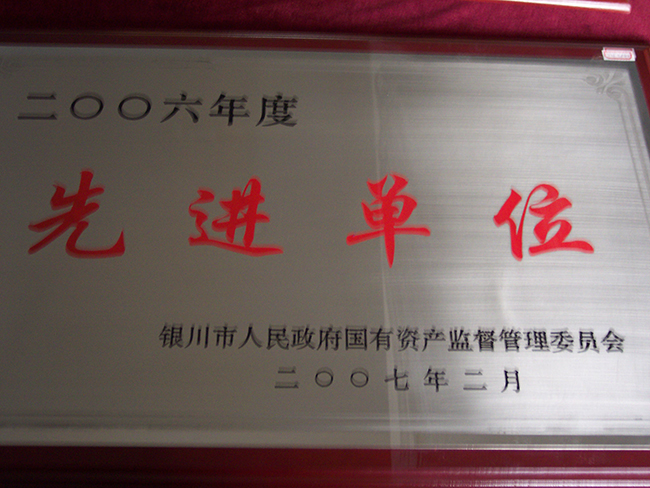 二〇〇六年度
先进单位
银川市人民政府国有资产监督管理委员会
二〇〇七年二月